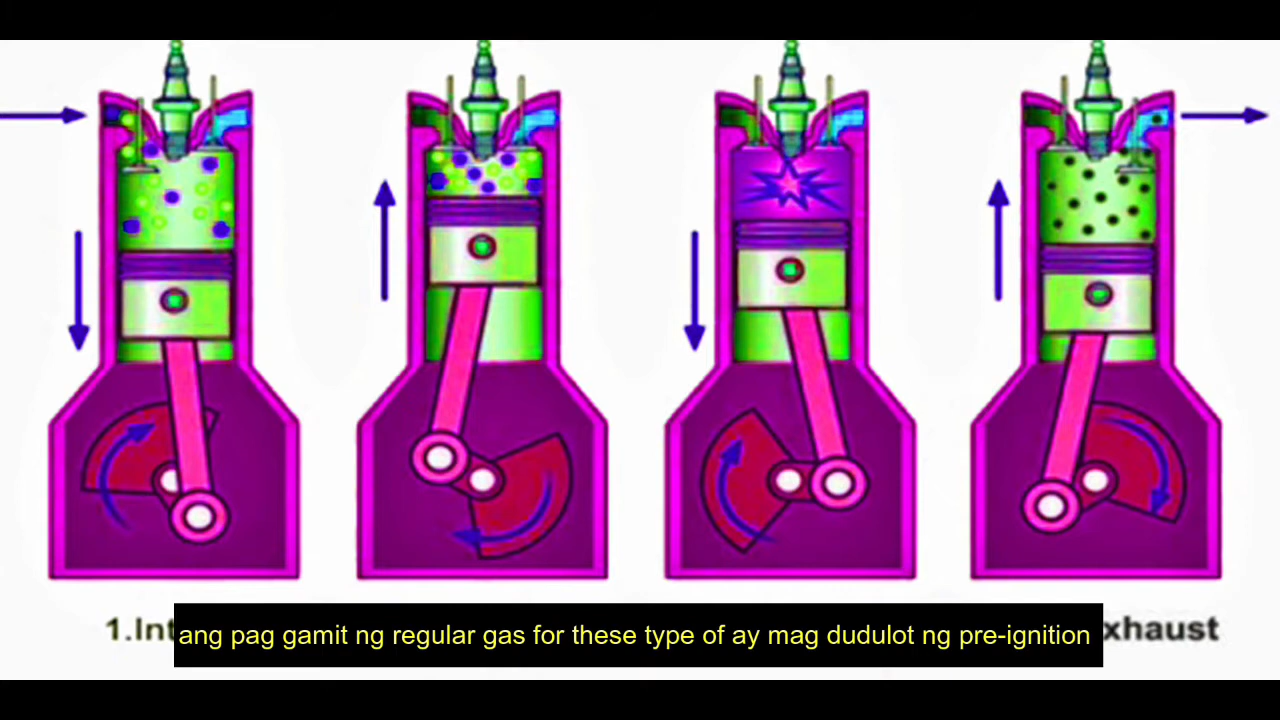 1.Int
ang pag gamit ng regular gas for these type of ay mag dudulot ng pre-ignition
xhaust